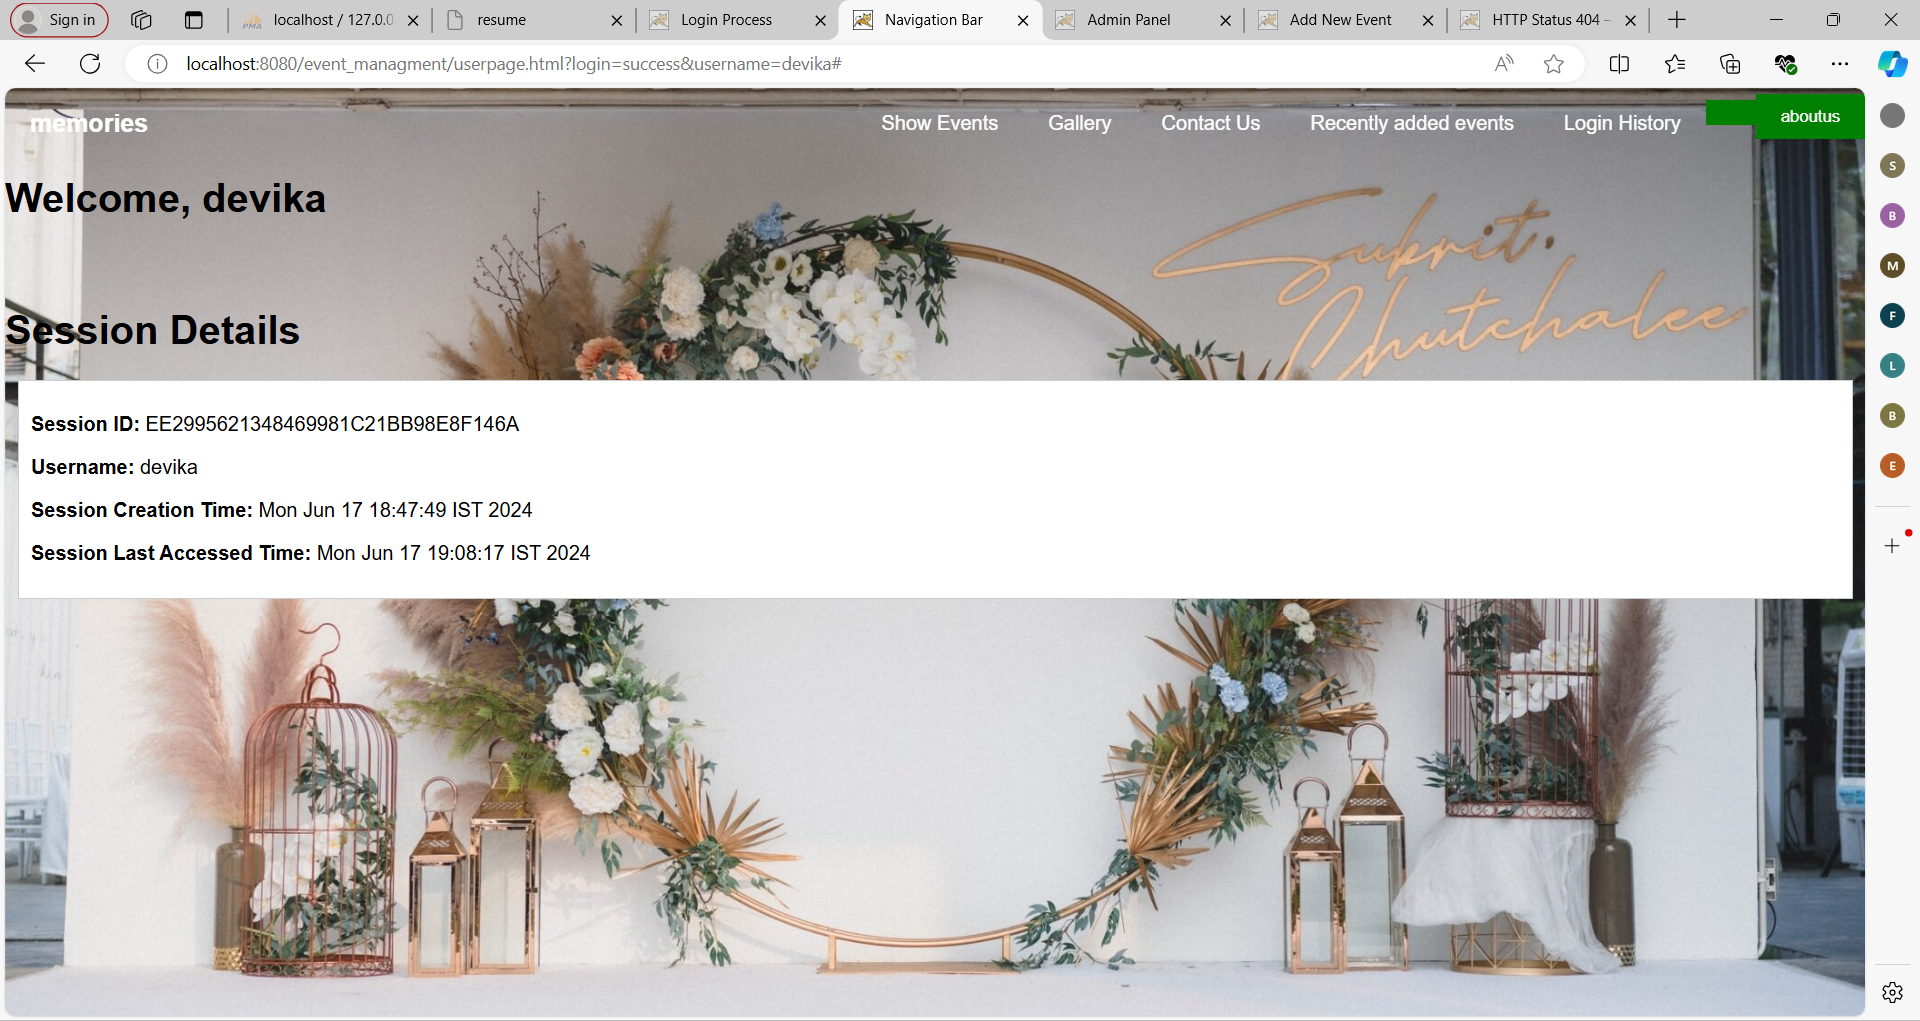 Sign in
localhost / 127.0.0.
resume
Login Process
Navigation Bar
Admin Panel
Add New Event
HTTP Status 404 –
localhost:8080/event_managment/userpage.html?login=success&username=devika#
memories
Show Events
Gallery
Contact Us
Recently added events
Login History
aboutus
Welcome, devika
Sukrit.
Chutchalee
Session Details
Session ID: EE2995621348469981C21BB98E8F146A
Username: devika
Session Creation Time: Mon Jun 17 18:47:49 IST 2024
Session Last Accessed Time: Mon Jun 17 19:08:17 IST 2024
S
B
M
F
L
B
E